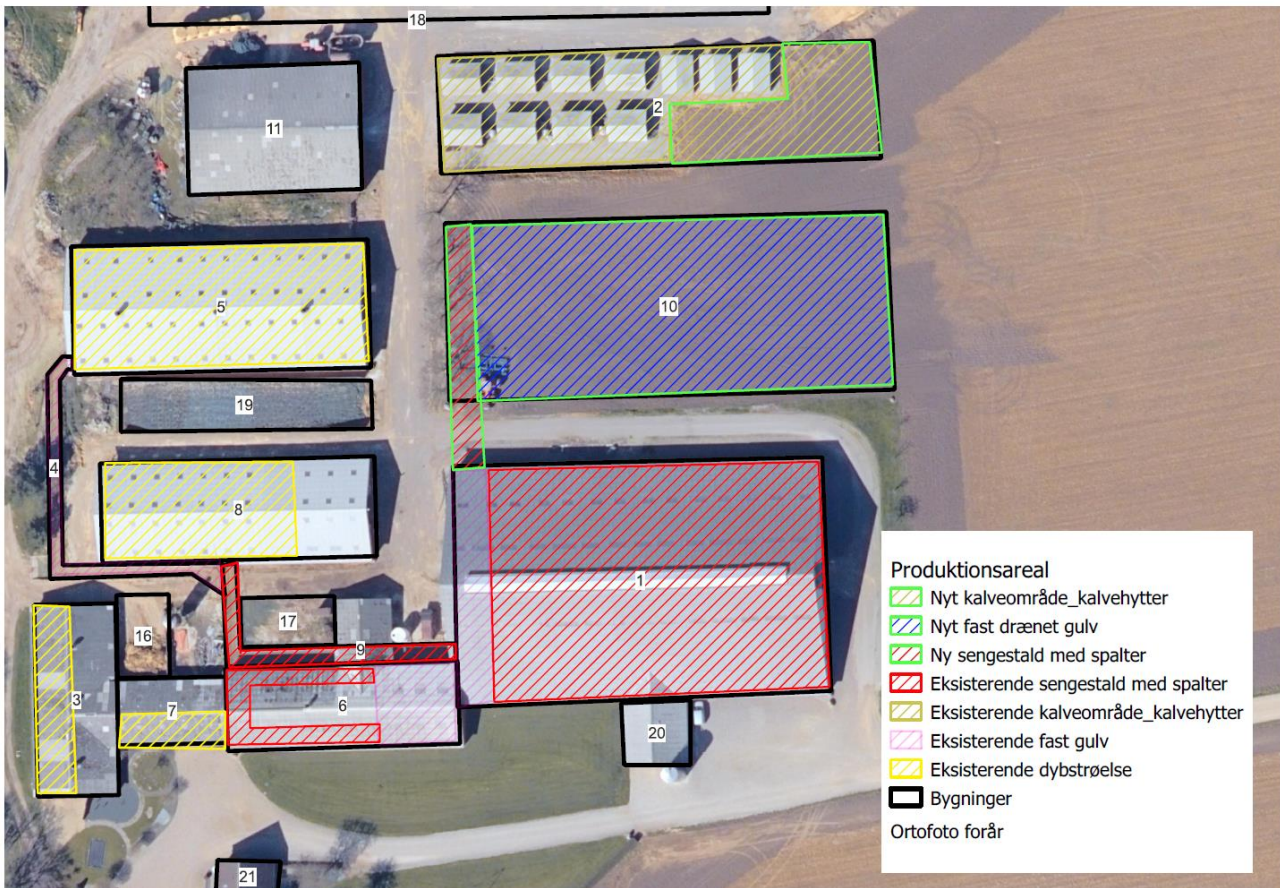 18
2
11
10
5
19
4
8
1
17
16
9
3
7
6
20
21
Produktionsareal
Nyt kalveområde_kalvehytter
Nyt fast drænet gulv
Ny sengestald med spalter
Eksisterende sengestald med spalter
Eksisterende kalveområde_kalvehytter
Eksisterende fast gulv
Eksisterende dybstrøelse
Bygninger
Ortofoto forår